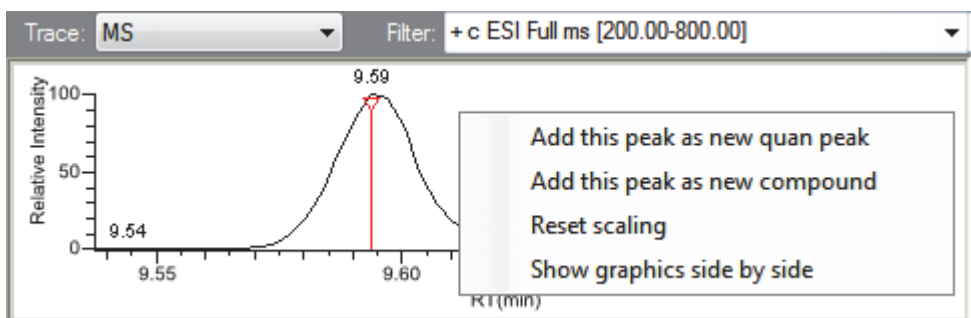 Trace: MS Filter: + c ESI Full ms [200.00-800.00]
9.59
Relative Intensity
100
50
0
9.54
9.55 9.60
RT(min)
Add this peak as new quan peak
Add this peak as new compound
Reset scaling
Show graphics side by side